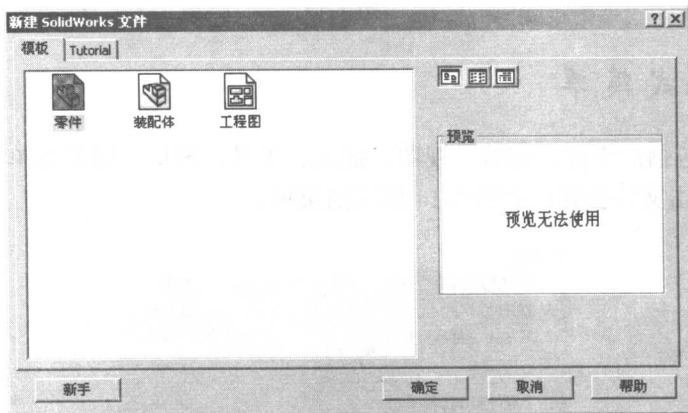 新建 SolidWorks 文件
模板 Tutorial
零件 装配体 工程图
预览
预览无法使用
新手 确定 取消 帮助